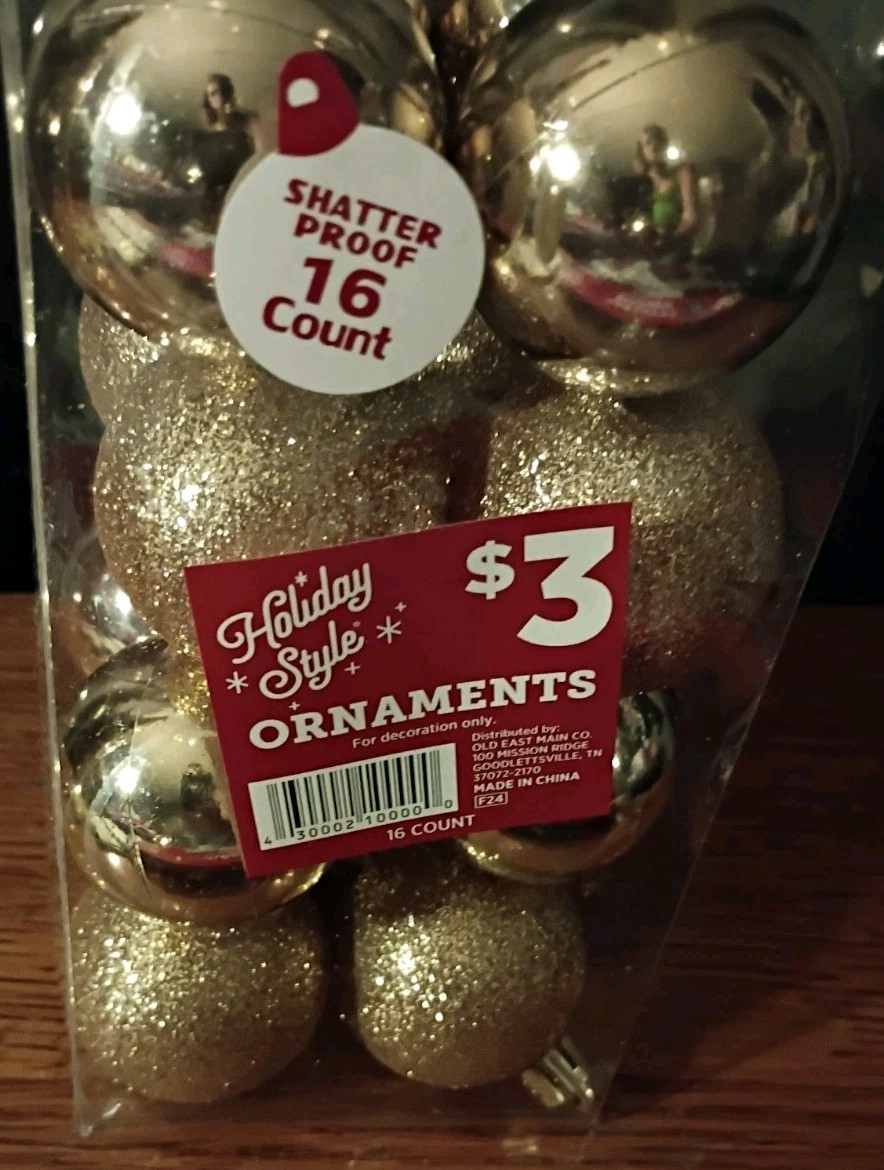 SHATTER
PROOF
16
Count
Holiday
Style®
$3
ORNAMENTS
For decoration only.
Distributed by:
OLD EAST MAIN CO.
100 MISSION RIDGE
GOODLETTSVILLE, TN
37072-2170
MADE IN CHINA
F24
4 30002 10000 0
16 COUNT